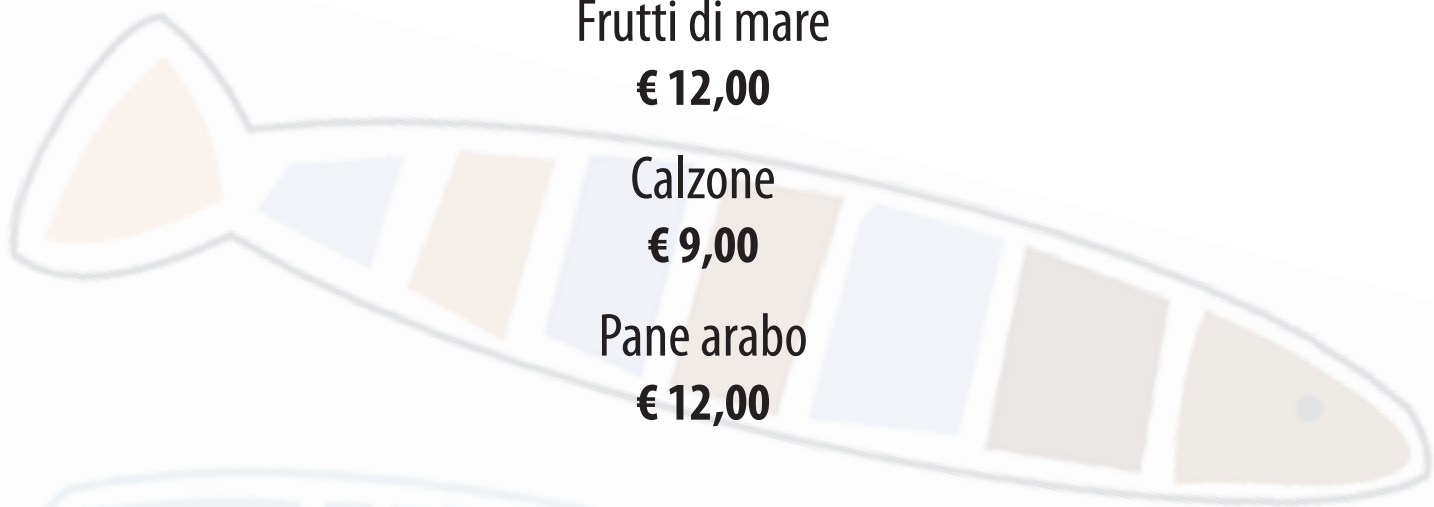 Frutti di mare
€ 12,00
Calzone
€ 9,00
Pane arabo
€ 12,00